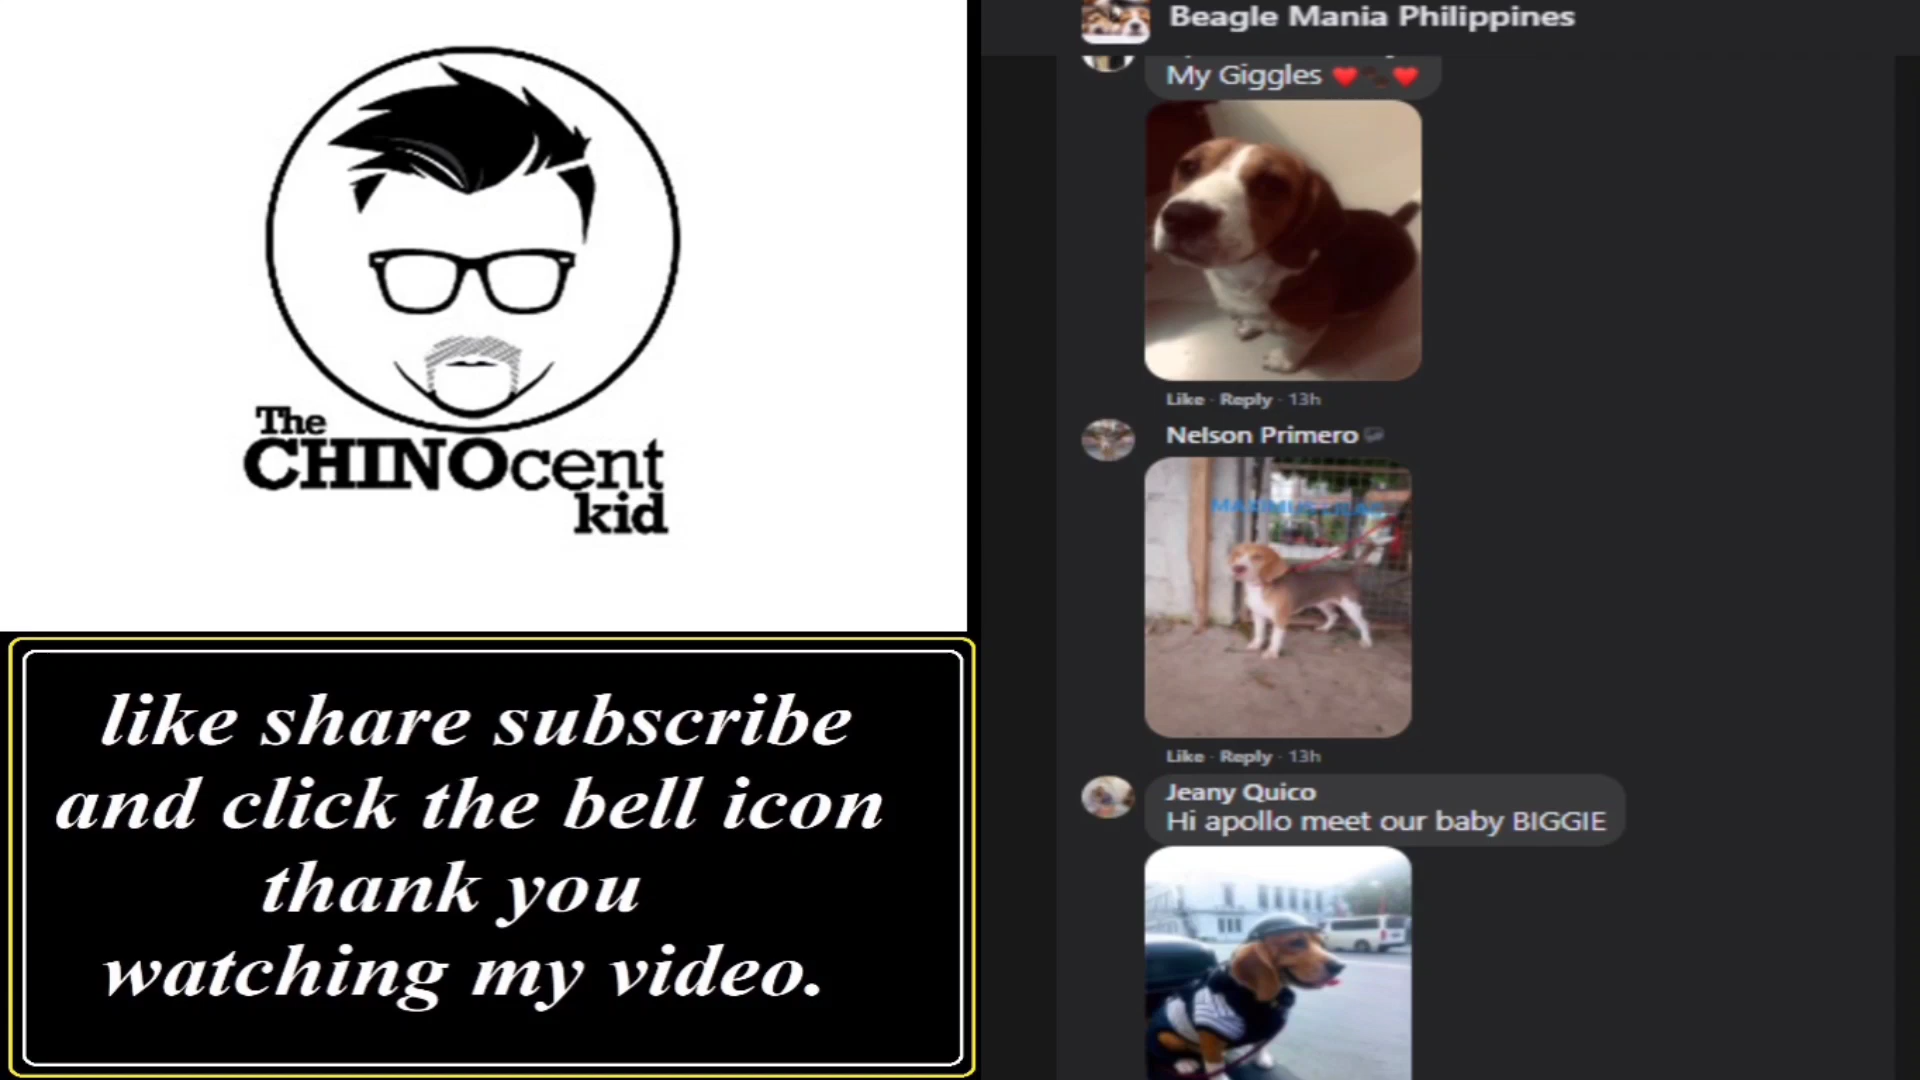 The
CHINOcent
kid
like share subscribe
and click the bell icon
thank you
watching my video.
Beagle Mania Philippines
My Giggles ❤️🐾❤️
Like · Reply · 13h
Nelson Primero
MAXIMUS
Like · Reply · 13h
Jeany Quico
Hi apollo meet our baby BIGGIE